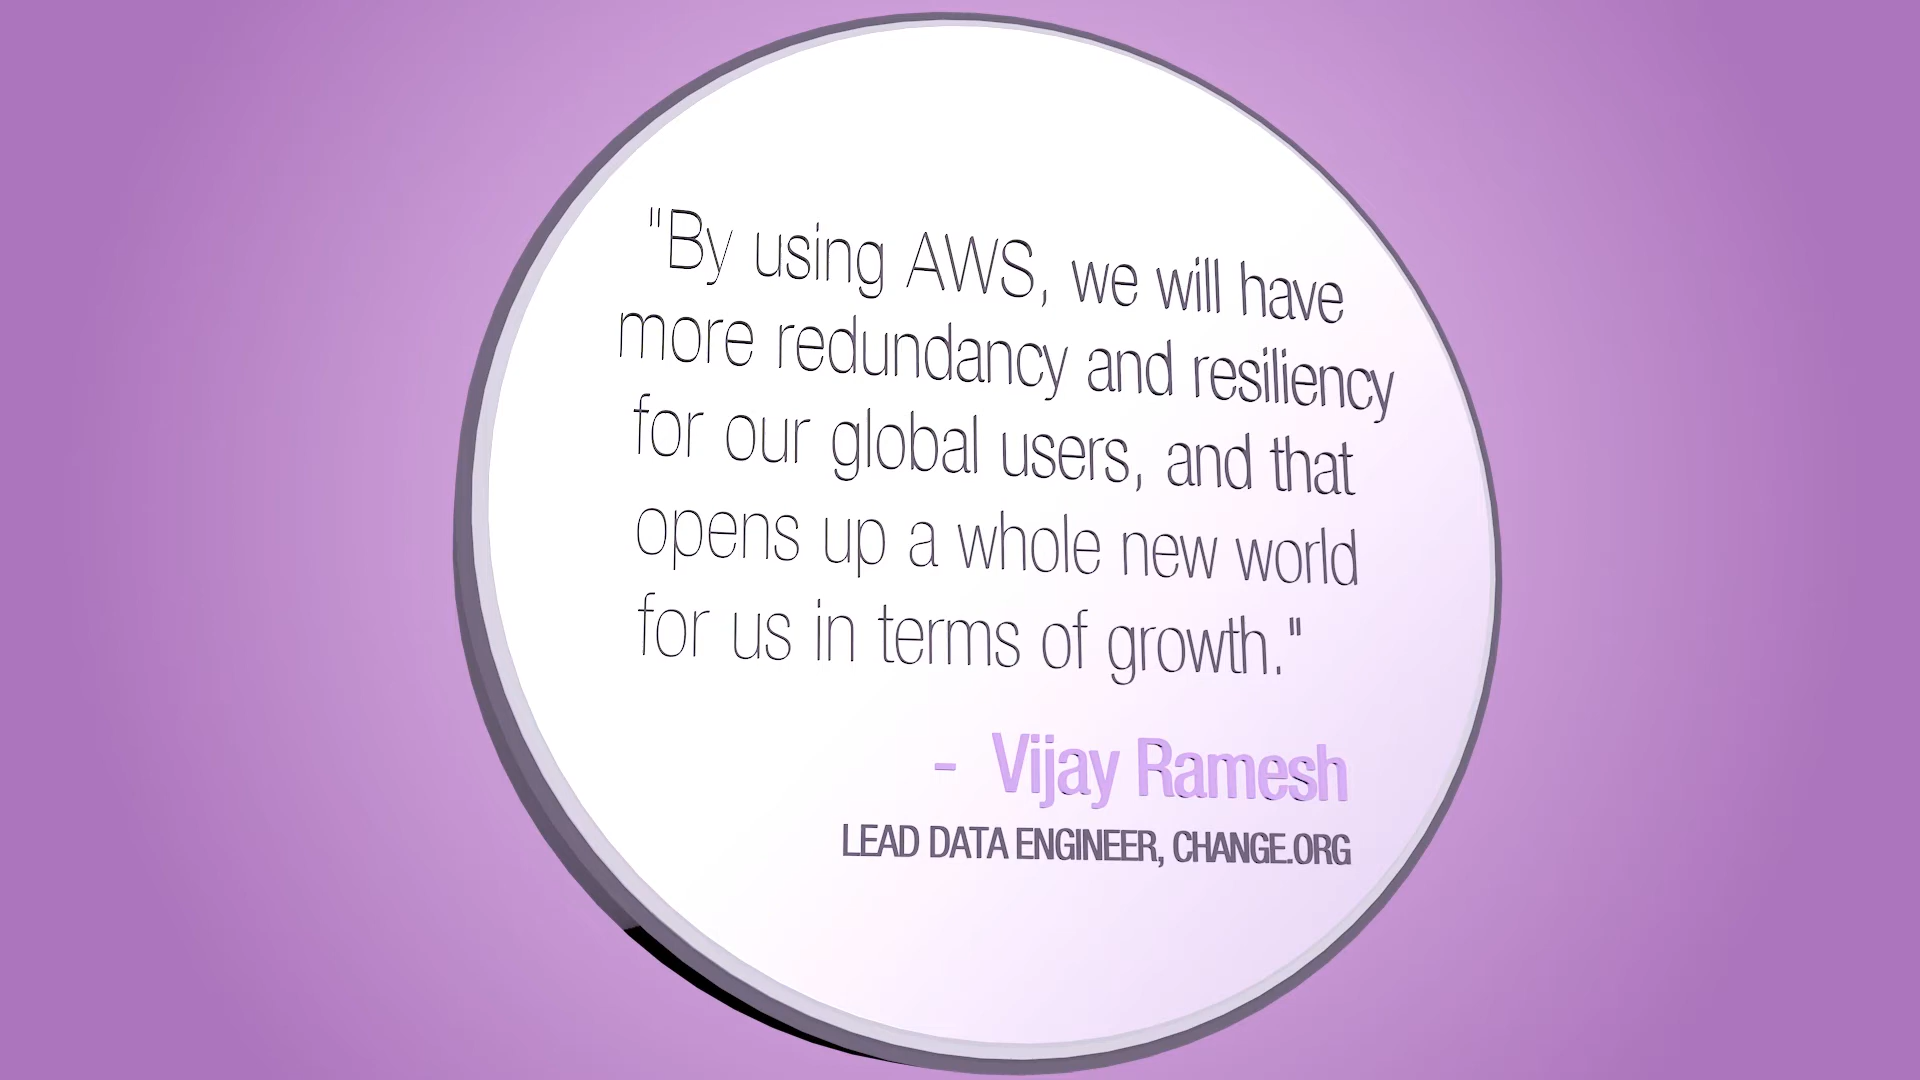 "By using AWS, we will have
more redundancy and resiliency
for our global users, and that
opens up a whole new world
for us in terms of growth."
- Vijay Ramesh
LEAD DATA ENGINEER, CHANGE.ORG